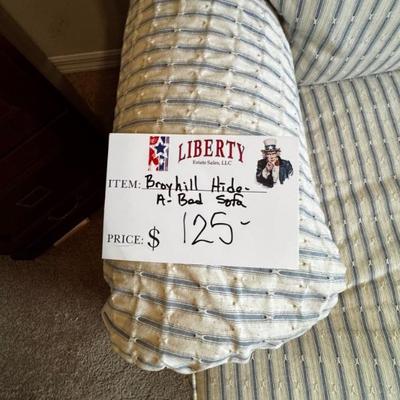 LIBERTY
Estate Sales, LLC
ITEM: Broyhill Hide-
A-Bed Sofa
PRICE: $ 125-